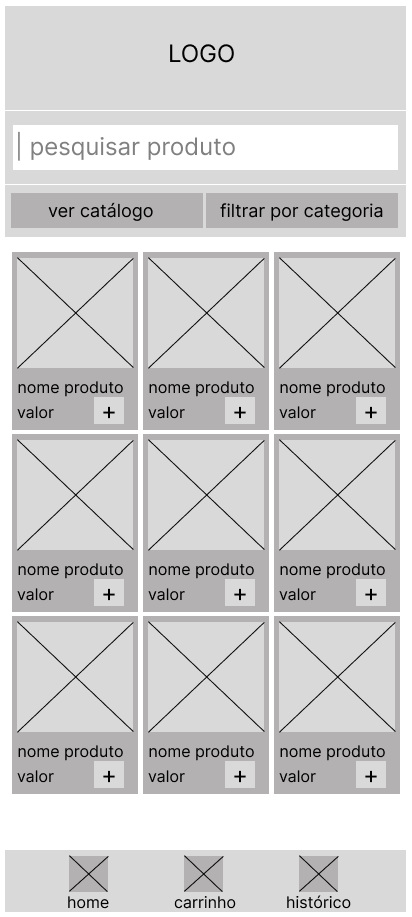 LOGO
pesquisar produto
ver catálogo filtrar por categoria
nome produto nome produto nome produto
valor + valor + valor +
nome produto nome produto nome produto
valor + valor + valor +
nome produto nome produto nome produto
valor + valor + valor +
home carrinho histórico